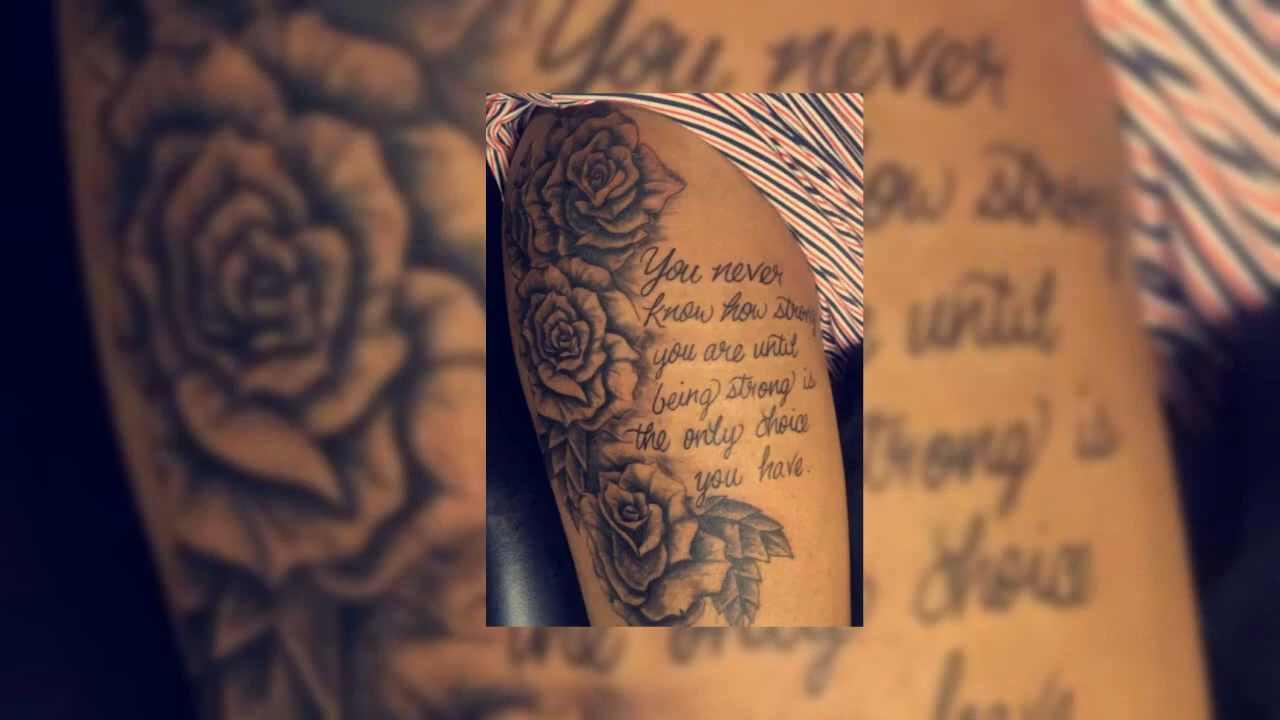 You never
know how strong
you are until
being strong is
the only choice
you have.